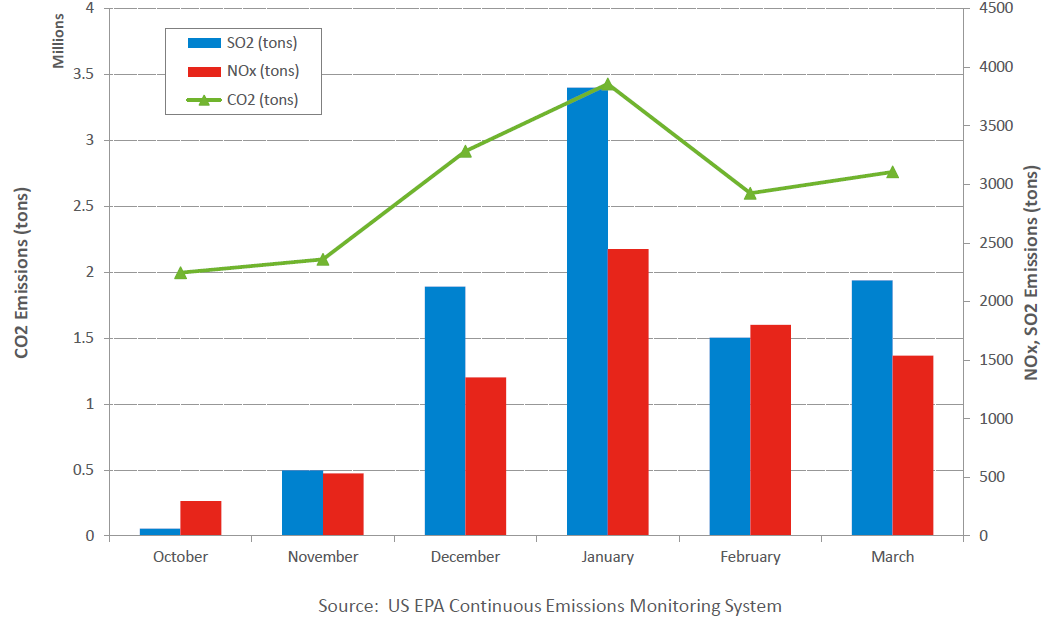 Millions
SO2 (tons)
NOx (tons)
CO2 (tons)
CO2 Emissions (tons)
4
3.5
3
2.5
2
1.5
1
0.5
0
4500
4000
3500
3000
2500
2000
1500
1000
500
0
NOx, SO2 Emissions (tons)
October November December January February March
Source: US EPA Continuous Emissions Monitoring System